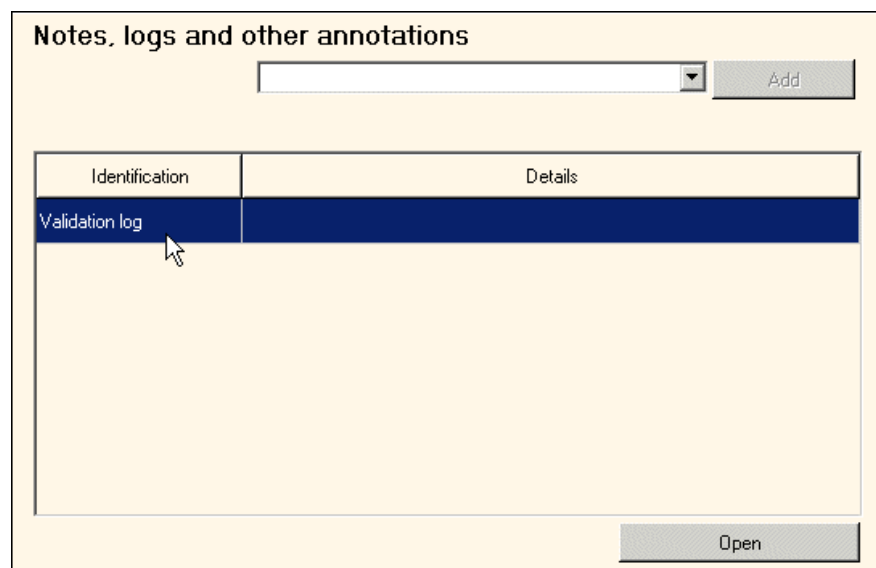 Notes, logs and other annotations
Add
Identification Details
Validation log
Open